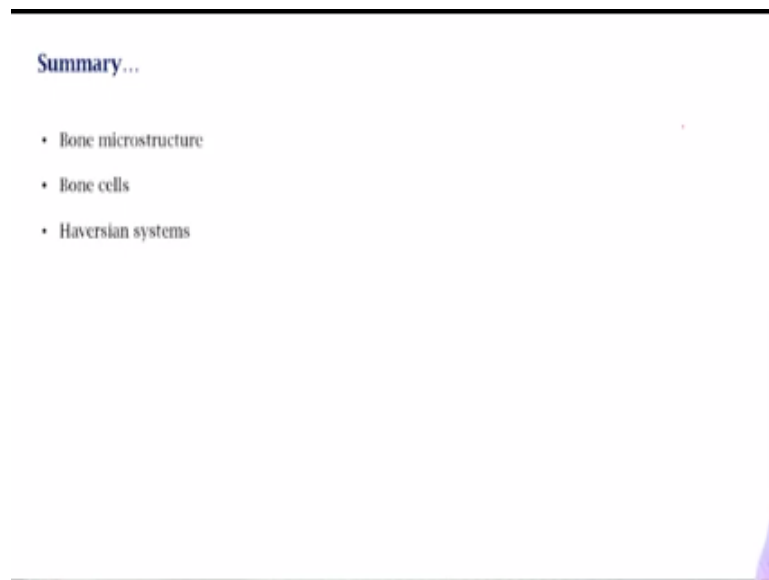 Summary...
• Bone microstructure
• Bone cells
• Haversian systems